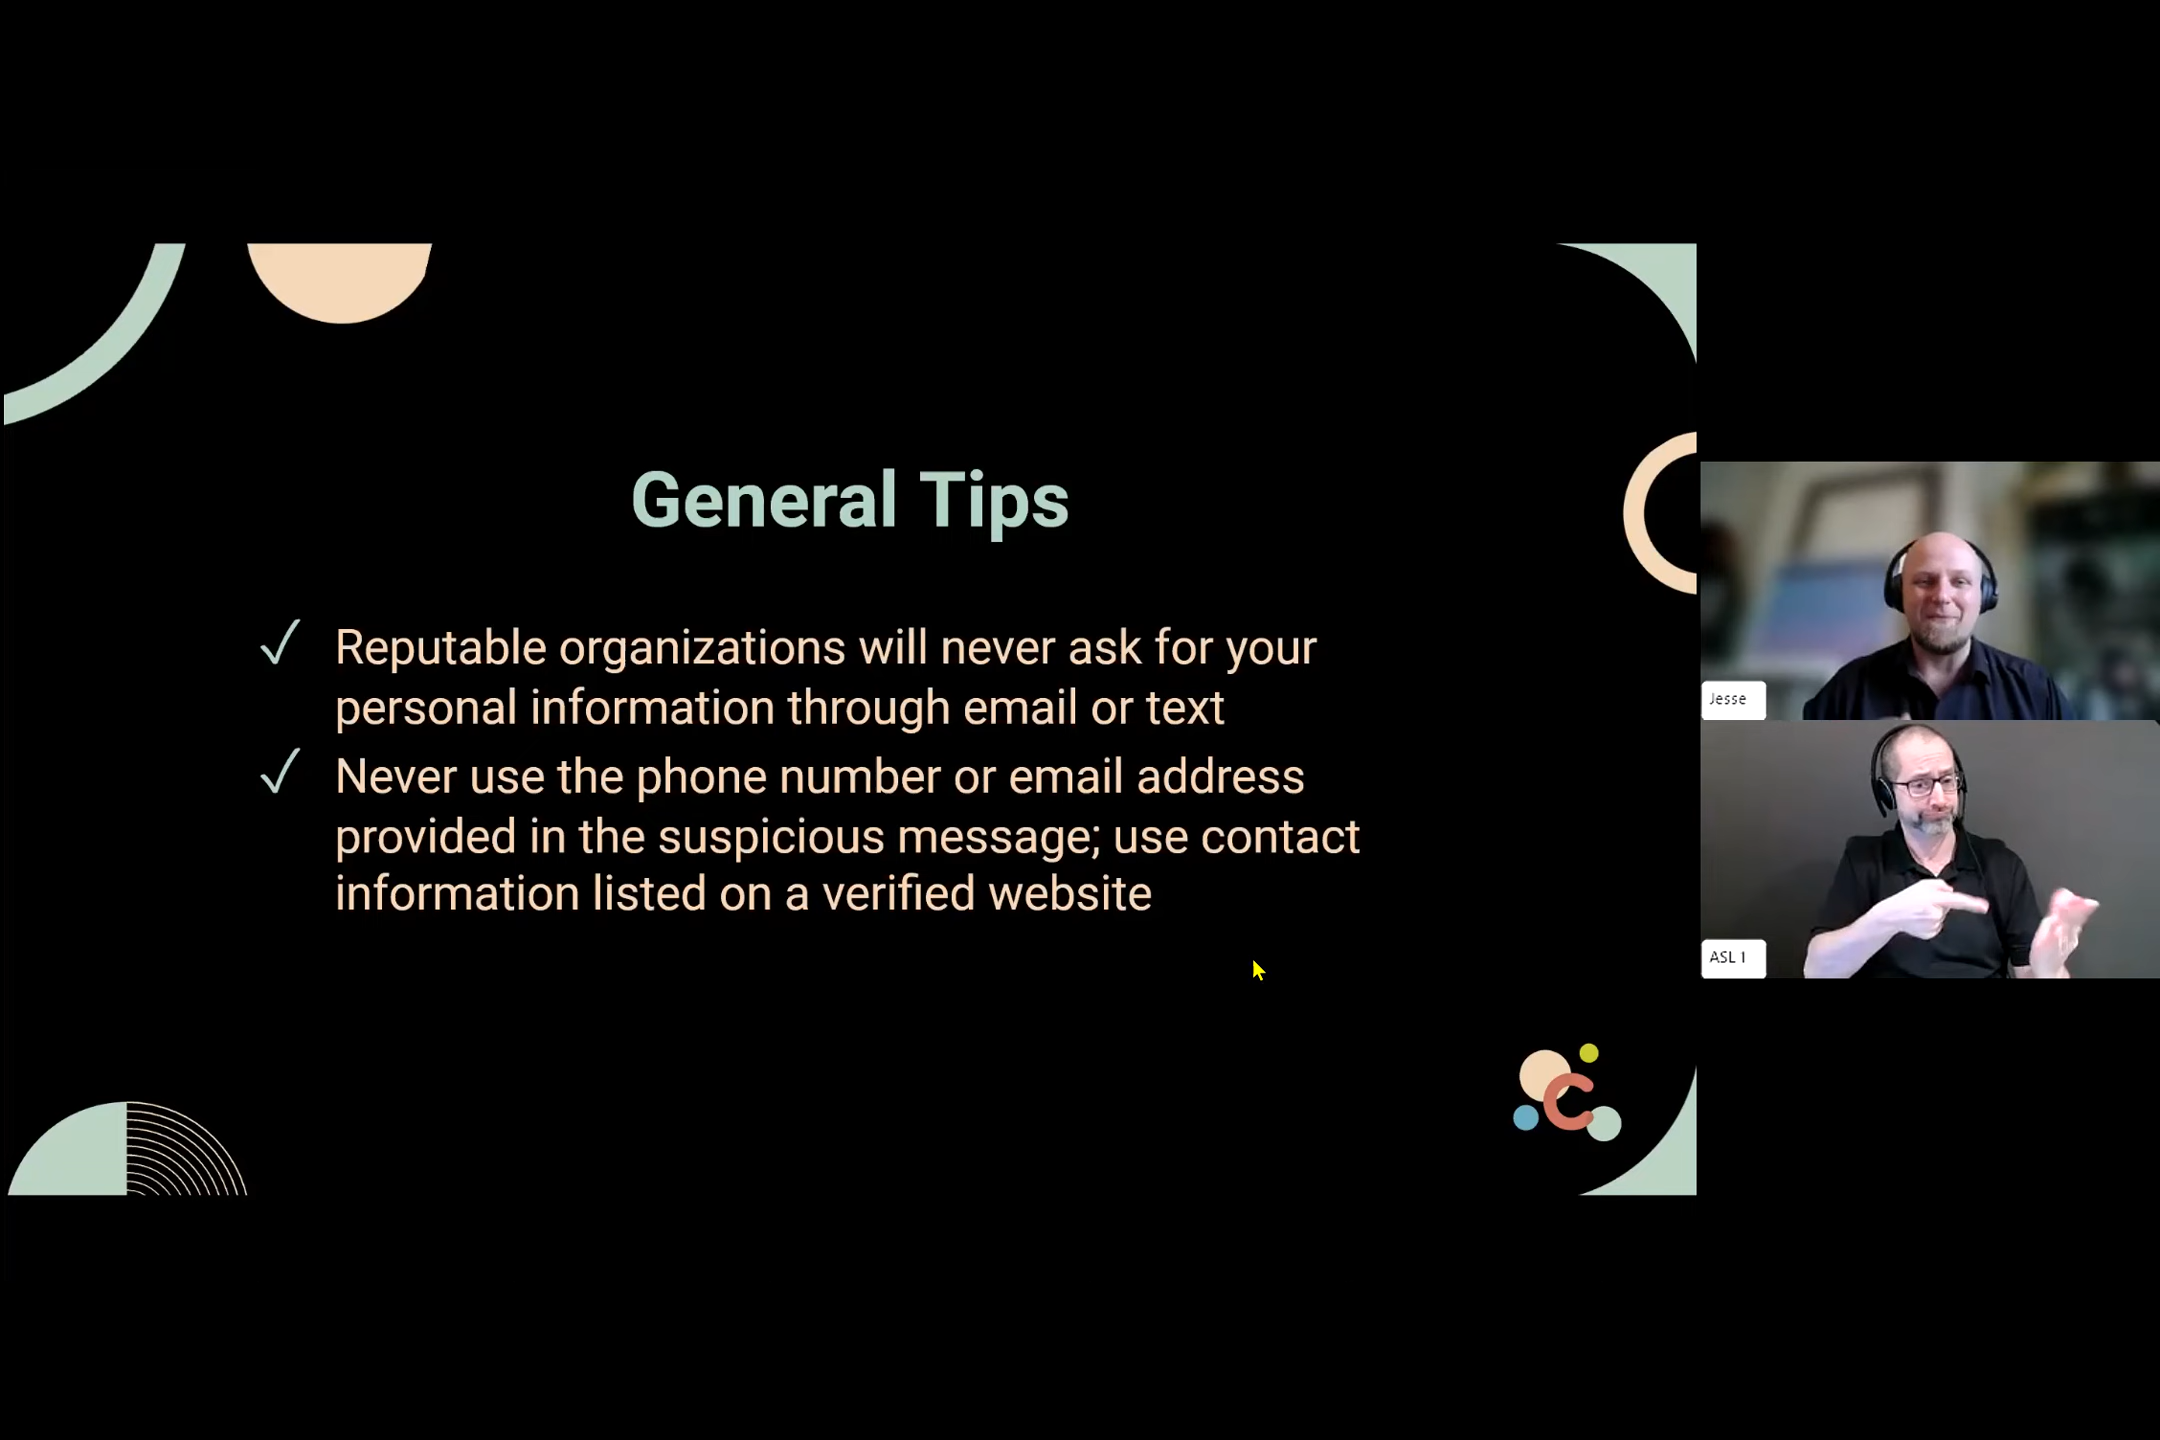 General Tips
✓ Reputable organizations will never ask for your
personal information through email or text
✓ Never use the phone number or email address
provided in the suspicious message; use contact
information listed on a verified website
Jesse
ASL 1